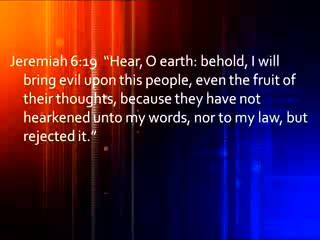 Jeremiah 6:19 “Hear, O earth: behold, I will
bring evil upon this people, even the fruit of
their thoughts, because they have not
hearkened unto my words, nor to my law, but
rejected it.”